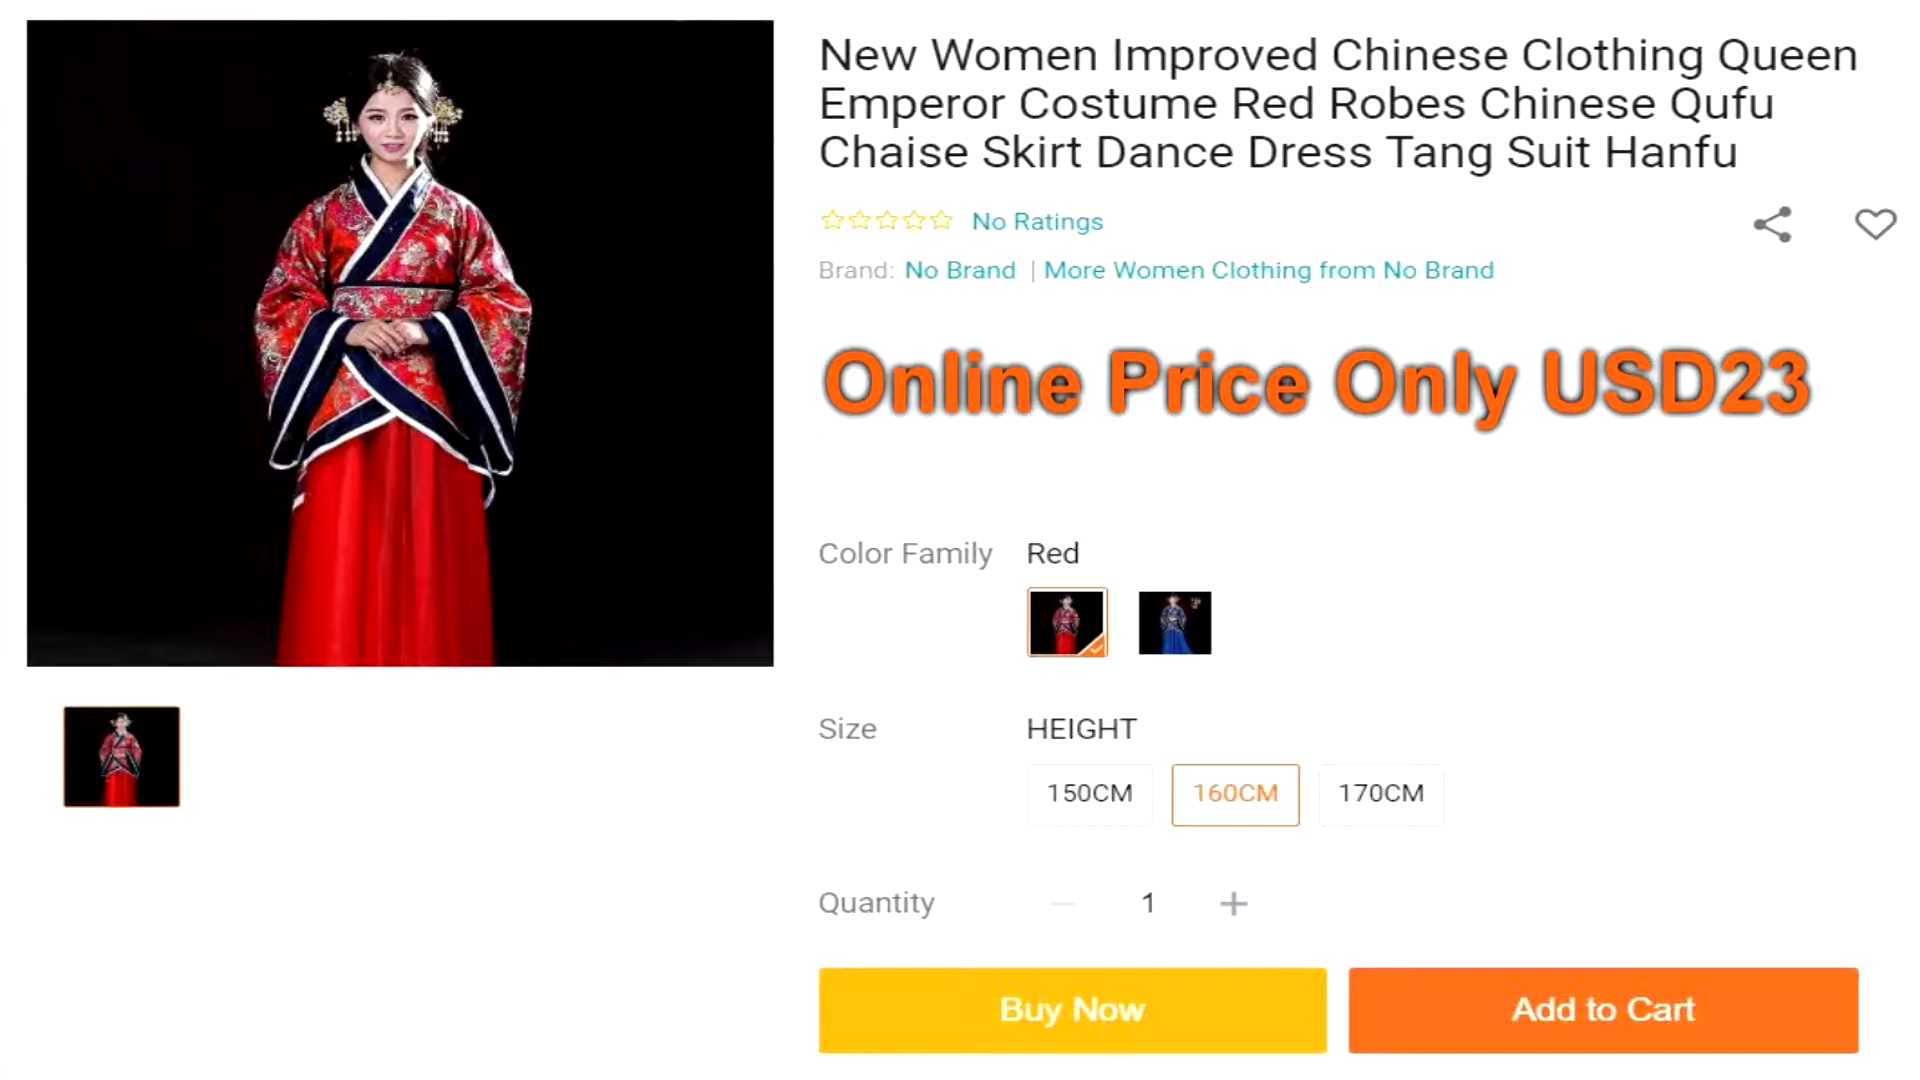 New Women Improved Chinese Clothing Queen
Emperor Costume Red Robes Chinese Qufu
Chaise Skirt Dance Dress Tang Suit Hanfu
No Ratings
Brand: No Brand | More Women Clothing from No Brand
Online Price Only USD23
Color Family Red
Size HEIGHT
150CM 160CM 170CM
Quantity 1
Buy Now Add to Cart